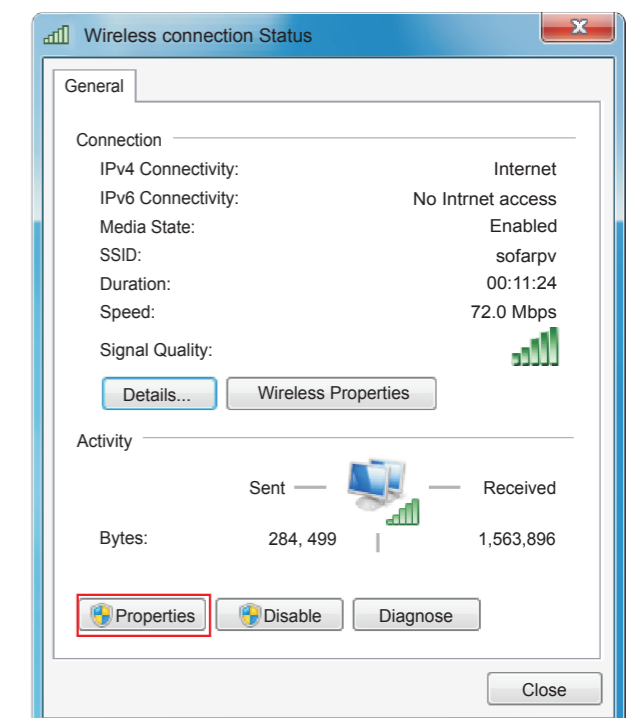 Wireless connection Status
General
Connection
IPv4 Connectivity: Internet
IPv6 Connectivity: No Intrnet access
Media State: Enabled
SSID: sofarpv
Duration: 00:11:24
Speed: 72.0 Mbps
Signal Quality:
Details... Wireless Properties
Activity
Sent Received
Bytes: 284, 499 1,563,896
Properties Disable Diagnose
Close